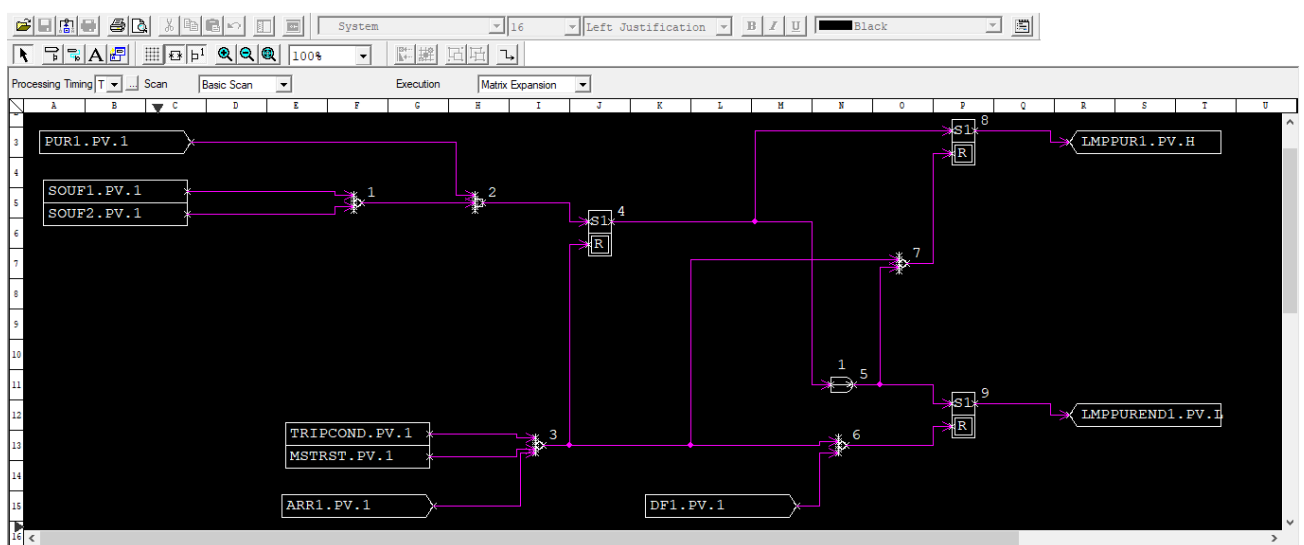 System 16 Left Justification B I U Black
A 100%
Processing Timing T ... Scan Basic Scan Execution Matrix Expansion
A B C D E F G H I J K L M N O P Q R S T U
3 PUR1.PV.1 S1 8 LMPPUR1.PV.H
R
4
SOUF1.PV.1 1 2
5
SOUF2.PV.1 S1 4
6
R
7 7
8
9
10
1
11 5
S1 9
12 LMPPUREND1.PV.L
R
TRIPCOND.PV.1 3 6
13
MSTRST.PV.1
14
15 ARR1.PV.1 DF1.PV.1
16